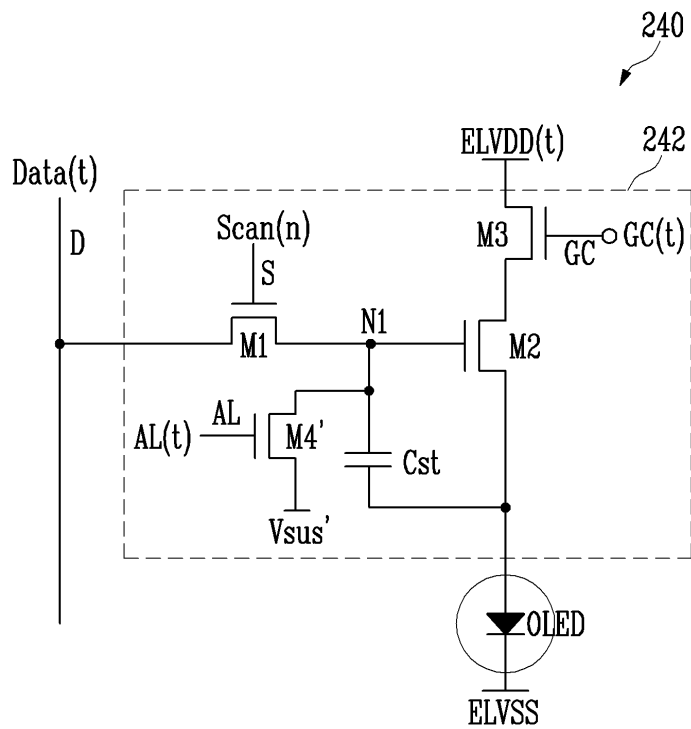 240
ELVDD(t)
242
Data(t)
D
Scan(n)
S
M3
GC
GC(t)
N1
M1
M2
AL
AL(t)
M4'
Cst
Vsus'
OLED
ELVSS